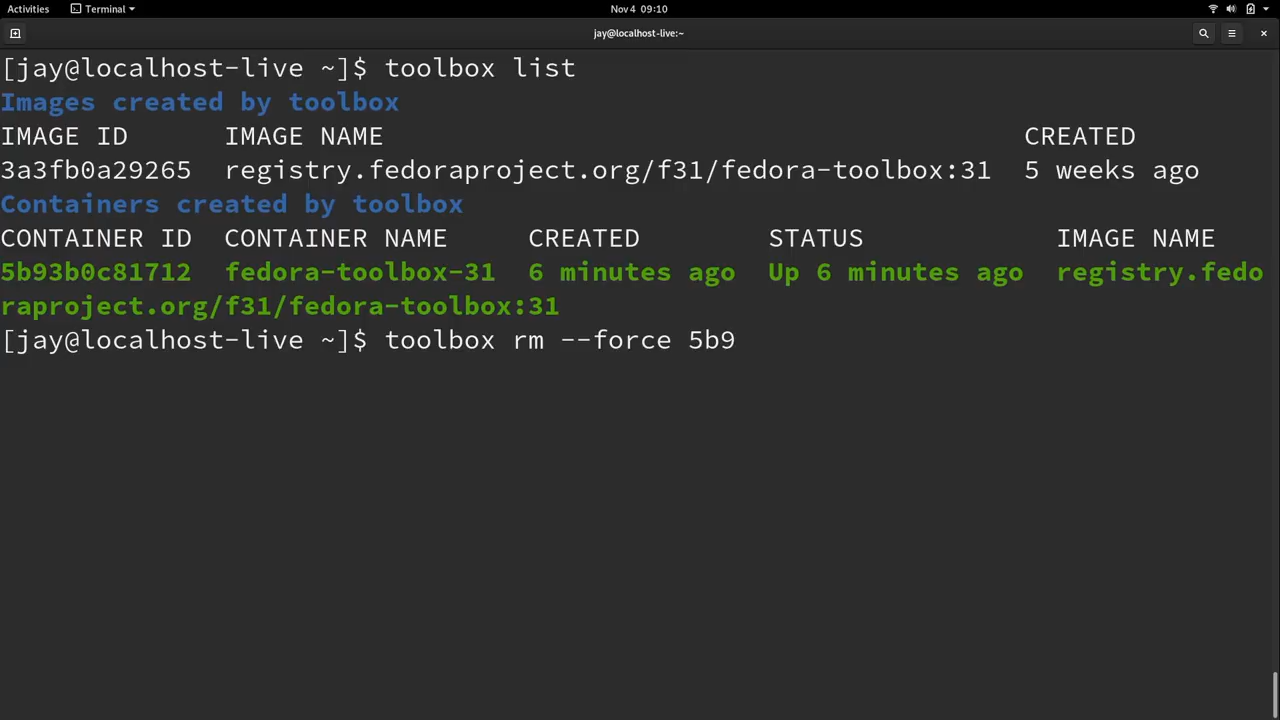 Activities Terminal Nov 4 09:10
jay@localhost-live:~
[jay@localhost-live ~]$ toolbox list
Images created by toolbox
IMAGE ID IMAGE NAME CREATED
3a3fb0a29265 registry.fedoraproject.org/f31/fedora-toolbox:31 5 weeks ago
Containers created by toolbox
CONTAINER ID CONTAINER NAME CREATED STATUS IMAGE NAME
5b93b0c81712 fedora-toolbox-31 6 minutes ago Up 6 minutes ago registry.fedo
raproject.org/f31/fedora-toolbox:31
[jay@localhost-live ~]$ toolbox rm --force 5b9